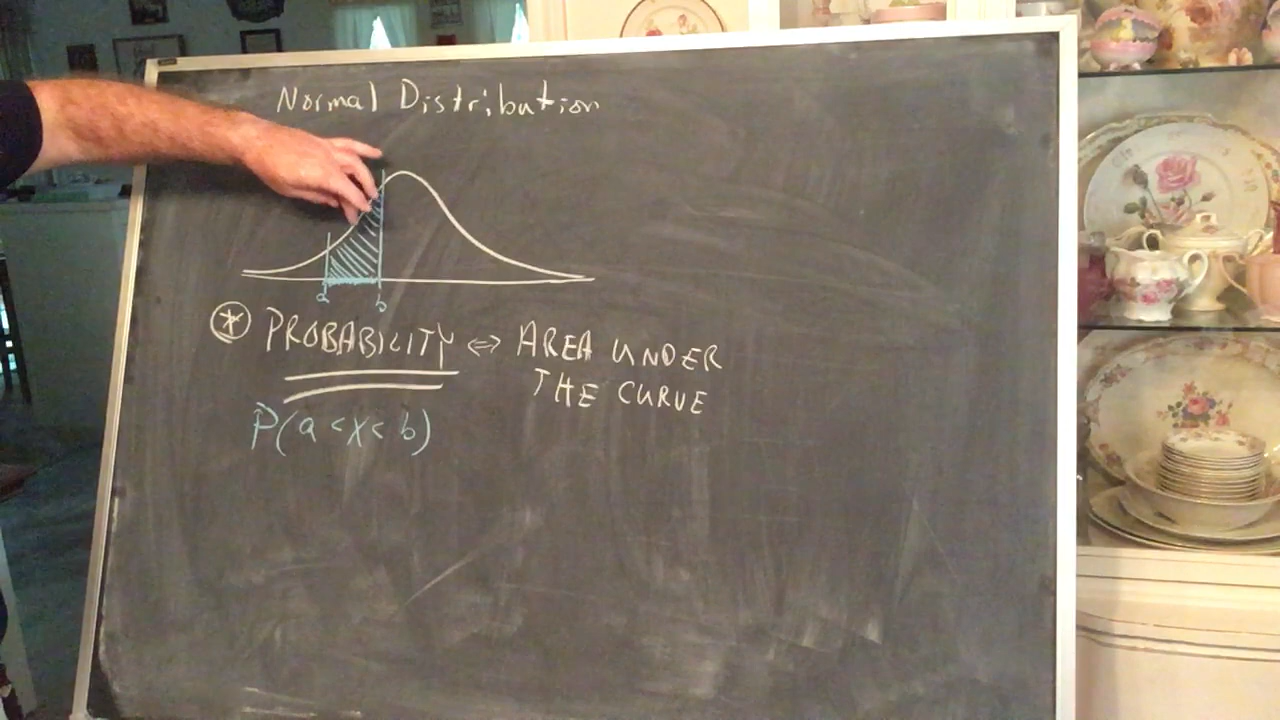 Normal Distribution
a b
* PROBABILITY ⇔ AREA UNDER
THE CURVE
P(a < x < b)